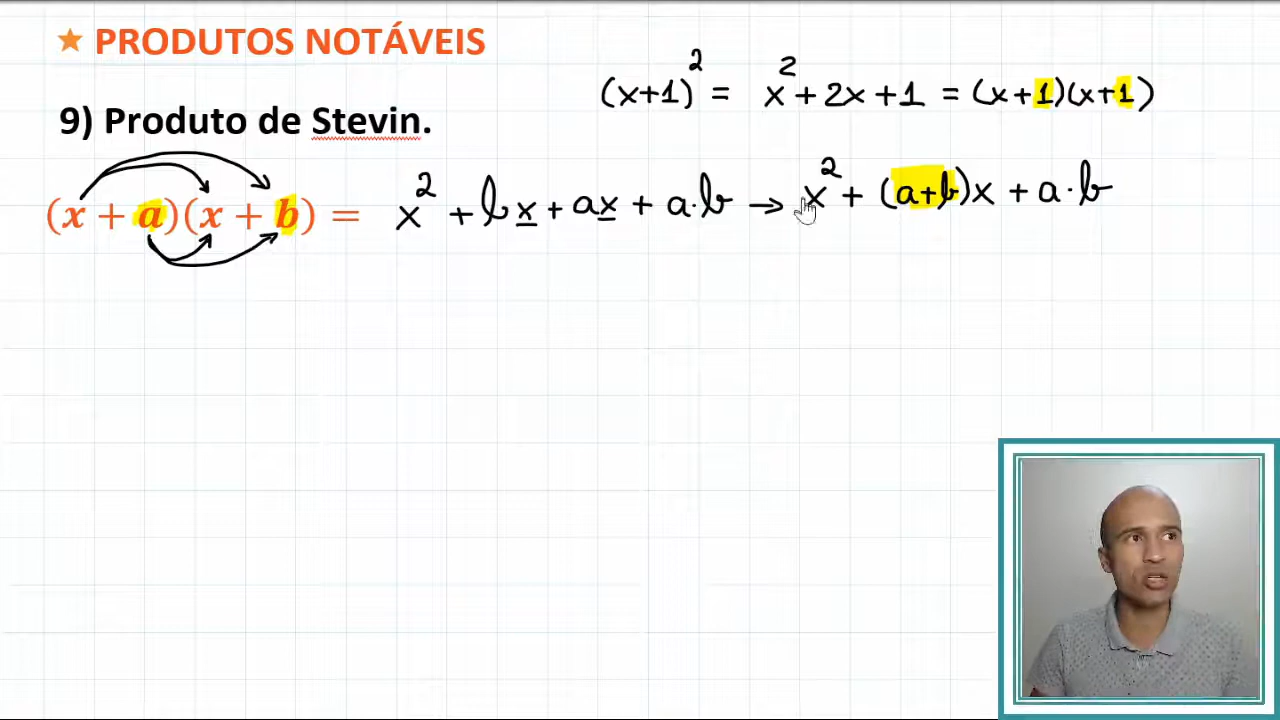 ★ PRODUTOS NOTÁVEIS
(x+1)² = x² + 2x + 1 = (x+1)(x+1)
9) Produto de Stevin.
(x + a)(x + b) = x² + bx + ax + a·b → x² + (a+b)x + a·b